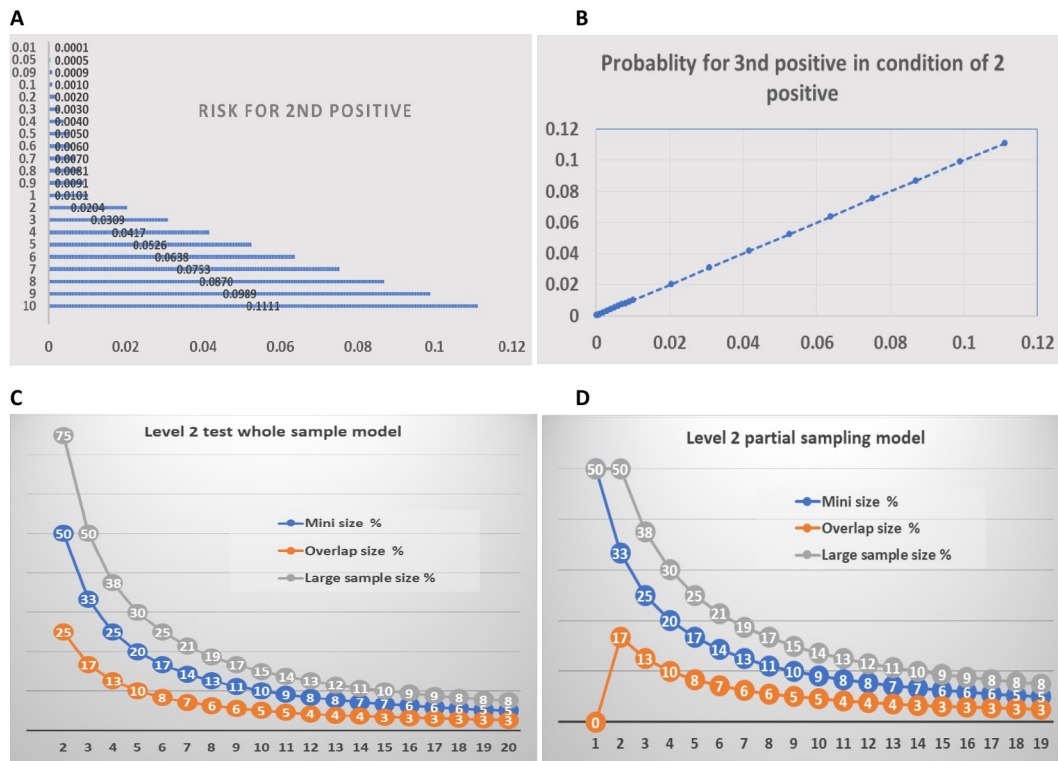 A
0.01 0.0001
0.05 0.0005
0.09 0.0009
0.1 0.0010
0.2 0.0020
0.3 0.0030
0.4 0.0040
0.5 0.0050
0.6 0.0060
0.7 0.0070
0.8 0.0081
0.9 0.0091
1 0.0101
2 0.0204
3 0.0309
4 0.0417
5 0.0526
6 0.0638
7 0.0753
8 0.0870
9 0.0989
10 0.1111
RISK FOR 2ND POSITIVE
0 0.02 0.04 0.06 0.08 0.1 0.12
B
Probablity for 3nd positive in condition of 2
positive
0.12
0.1
0.08
0.06
0.04
0.02
0
0 0.02 0.04 0.06 0.08 0.1 0.12
C
Level 2 test whole sample model
Mini size %
Overlap size %
Large sample size %
75 50 38 30 25 21 19 17 15 14 13 12 11 10 9 9 8 8 8
50 33 25 20 17 14 13 11 10 9 8 8 7 7 6 6 6 5 5
25 17 13 10 8 7 6 6 5 5 4 4 4 3 3 3 3 3 3
2 3 4 5 6 7 8 9 10 11 12 13 14 15 16 17 18 19 20
D
Level 2 partial sampling model
Mini size %
Overlap size %
Large sample size %
50 50 38 30 25 21 19 17 15 14 13 12 11 10 9 9 8 8 8
33 25 20 17 14 13 11 10 9 8 8 7 7 6 6 6 5 5
0 17 13 10 8 7 6 6 5 5 4 4 4 3 3 3 3 3 3
1 2 3 4 5 6 7 8 9 10 11 12 13 14 15 16 17 18 19